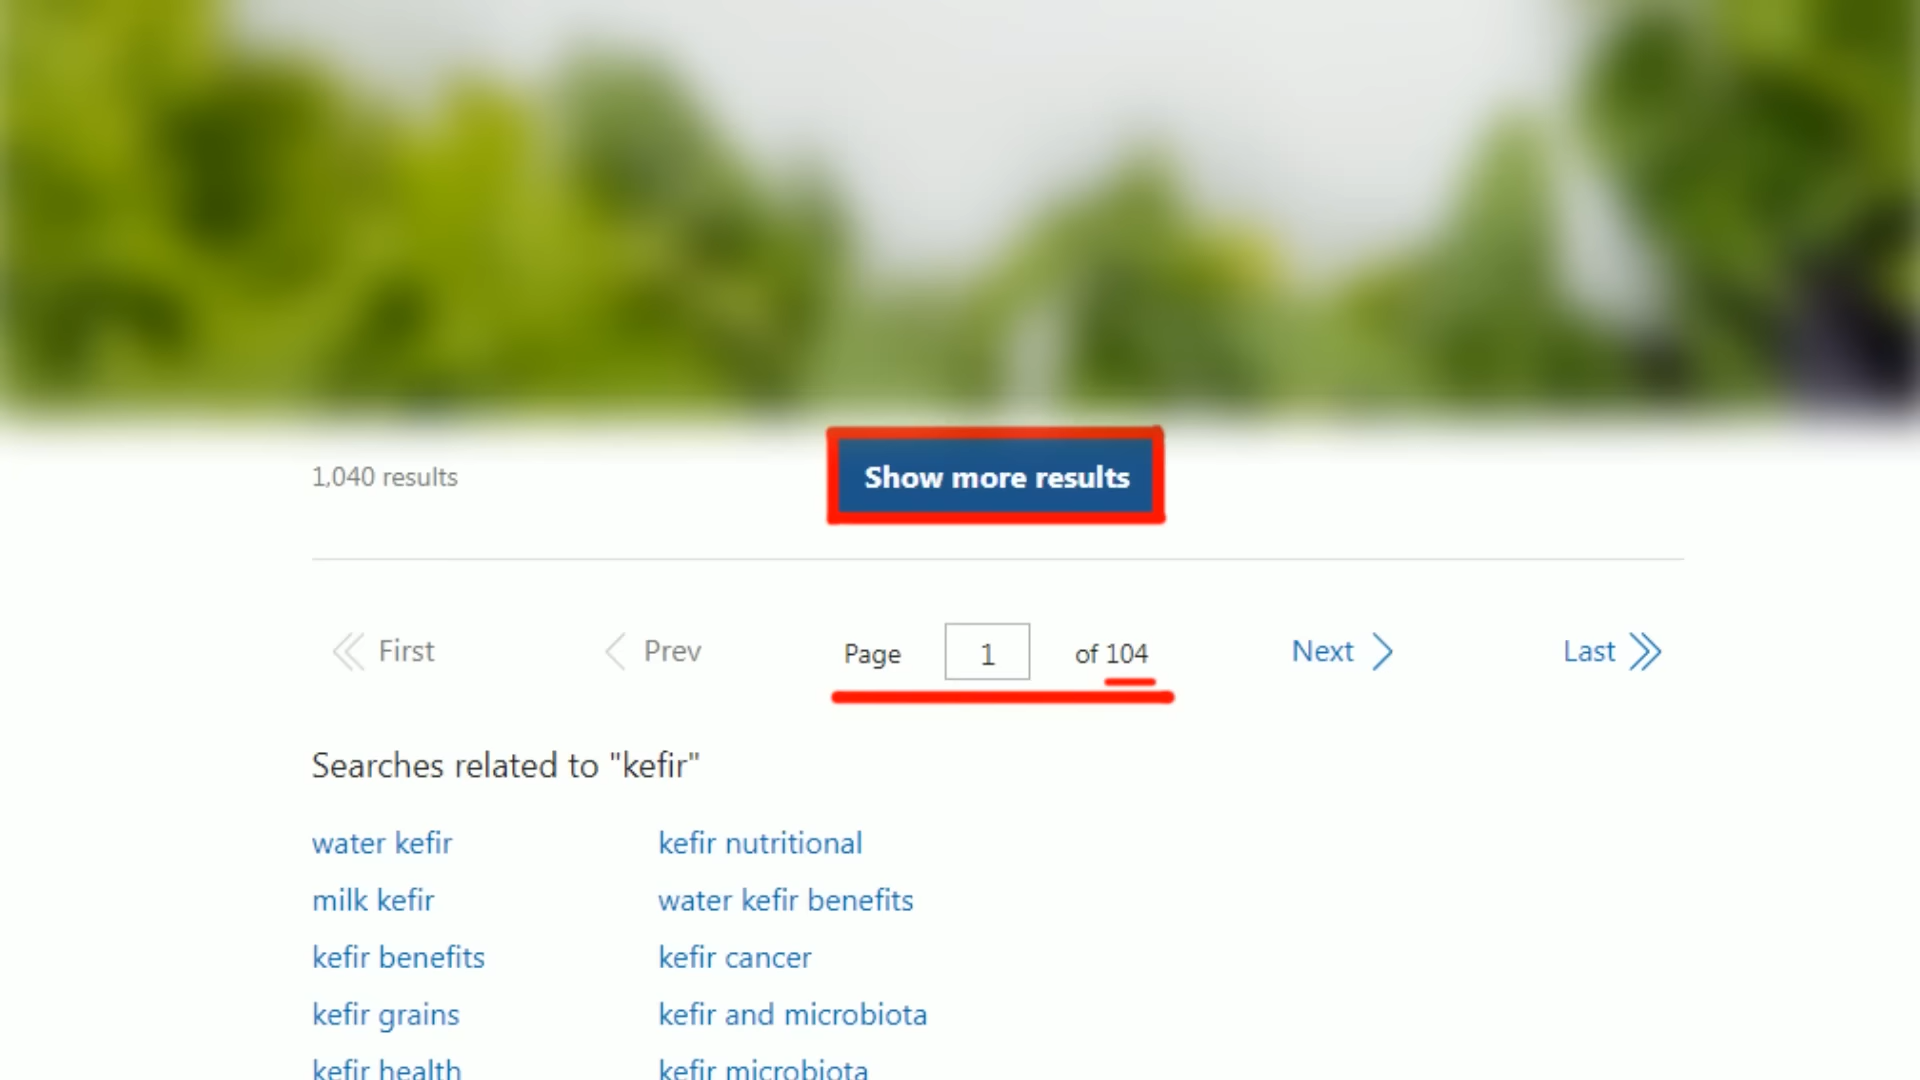 1,040 results
Show more results
First Prev Page 1 of 104 Next Last
Searches related to "kefir"
water kefir kefir nutritional
milk kefir water kefir benefits
kefir benefits kefir cancer
kefir grains kefir and microbiota
kefir health kefir microbiota